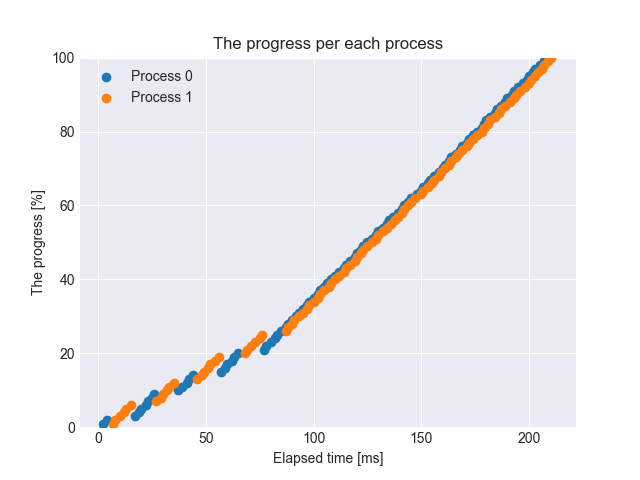 The progress per each process
Process 0
Process 1
100
80
60
40
20
0
The progress [%]
0 50 100 150 200
Elapsed time [ms]